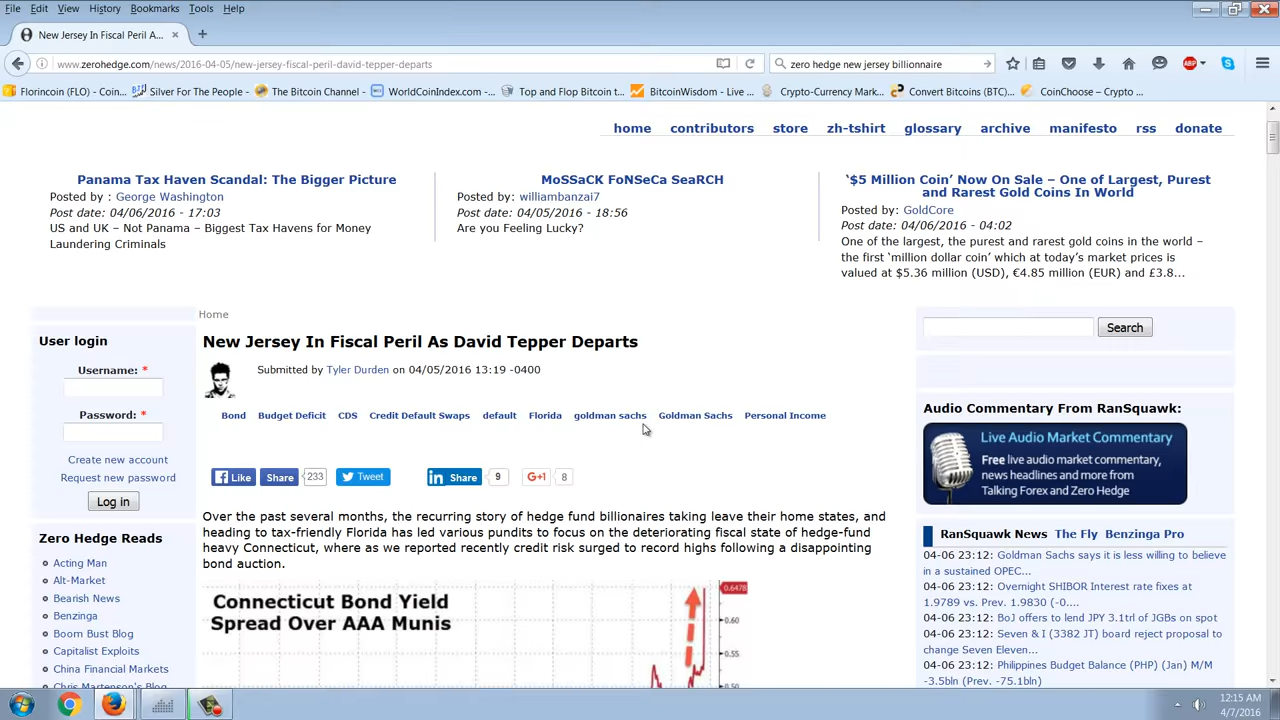 File Edit View History Bookmarks Tools Help
New Jersey In Fiscal Peril A...
www.zerohedge.com/news/2016-04-05/new-jersey-fiscal-peril-david-tepper-departs
zero hedge new jersey billionnaire
ABP
Florincoin (FLO) - Coin...
Silver For The People - ...
The Bitcoin Channel - ...
WorldCoinIndex.com -...
Top and Flop Bitcoin t...
BitcoinWisdom - Live ...
Crypto-Currency Mark...
Convert Bitcoins (BTC)...
CoinChoose – Crypto ...
home contributors store zh-tshirt glossary archive manifesto rss donate
Panama Tax Haven Scandal: The Bigger Picture
Posted by : George Washington
Post date : 04/06/2016 - 17:03
US and UK – Not Panama – Biggest Tax Havens for Money
Laundering Criminals
MoSSaCK FoNSeCa SeaRCH
Posted by: williambanzai7
Post date: 04/05/2016 - 18:56
Are you Feeling Lucky?
‘$5 Million Coin’ Now On Sale – One of Largest, Purest
and Rarest Gold Coins In World
Posted by: GoldCore
Post date: 04/06/2016 - 04:02
One of the largest, the purest and rarest gold coins in the world –
the first ‘million dollar coin’ which at today’s market prices is
valued at $5.36 million (USD), €4.85 million (EUR) and £3.8...
User login
Username: *
Password: *
Create new account
Request new password
Log in
Zero Hedge Reads
Acting Man
Alt-Market
Bearish News
Benzinga
Boom Bust Blog
Capitalist Exploits
China Financial Markets
Chris Martenson's Blog
Home
New Jersey In Fiscal Peril As David Tepper Departs
Submitted by Tyler Durden on 04/05/2016 13:19 -0400
Bond Budget Deficit CDS Credit Default Swaps default Florida goldman sachs Goldman Sachs Personal Income
Like Share 233 Tweet Share 9 +1 8
Over the past several months, the recurring story of hedge fund billionaires taking leave their home states, and
heading to tax-friendly Florida has led various pundits to focus on the deteriorating fiscal state of hedge-fund
heavy Connecticut, where as we reported recently credit risk surged to record highs following a disappointing
bond auction.
Connecticut Bond Yield
Spread Over AAA Munis
0.6478
0.60
0.55
0.50
Search
Audio Commentary From RanSquawk:
Live Audio Market Commentary
Free live audio market commentary,
news headlines and more from
Talking Forex and Zero Hedge
RanSquawk News The Fly Benzinga Pro
04-06 23:12: Goldman Sachs says it is less willing to believe
in a sustained OPEC...
04-06 23:12: Overnight SHIBOR Interest rate fixes at
1.9789 vs. Prev. 1.9830 (-0....
04-06 23:12: BoJ offers to lend JPY 3.1trl of JGBs on spot
04-06 23:12: Seven & I (3382 JT) board reject proposal to
change Seven Eleven...
04-06 23:12: Philippines Budget Balance (PHP) (Jan) M/M
-3.5bln (Prev. -75.1bln)
12:15 AM
4/7/2016